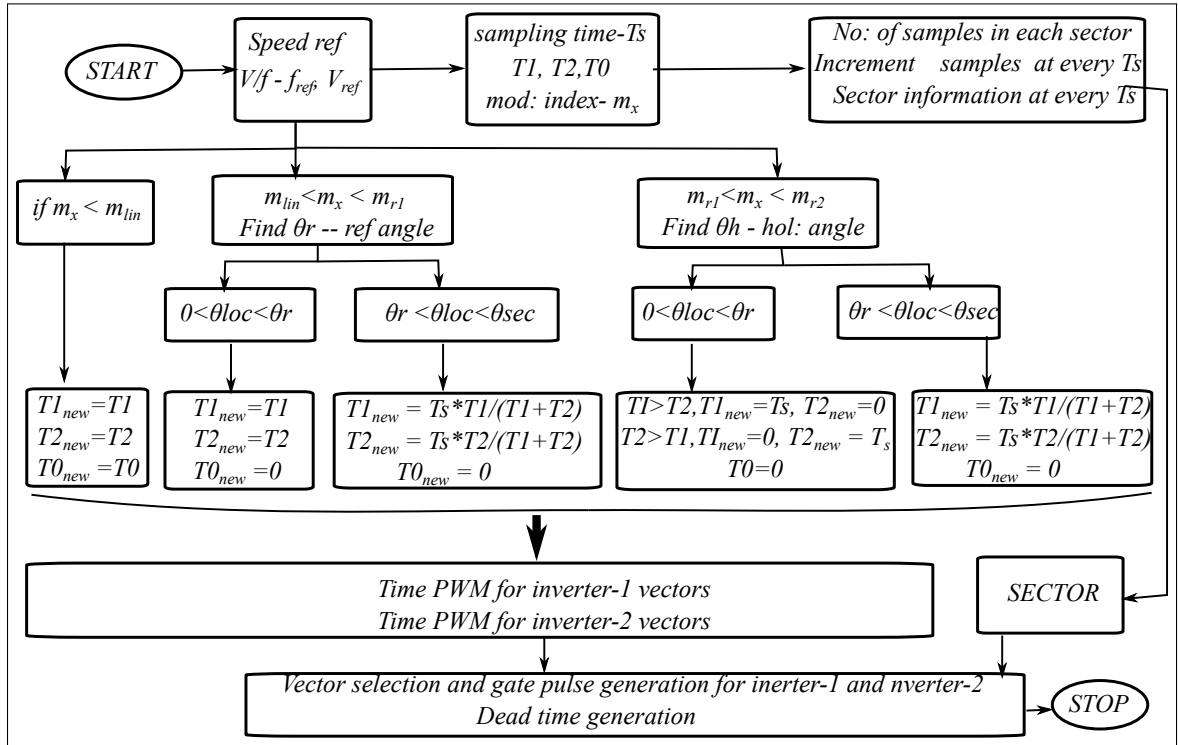 START
Speed ref
V/f - f_ref, V_ref
sampling time-Ts
T1, T2,T0
mod: index- m_x
No: of samples in each sector
Increment samples at every Ts
Sector information at every Ts
if m_x < m_lin
m_lin<m_x < m_r1
Find θr -- ref angle
m_r1<m_x < m_r2
Find θh - hol: angle
0<θloc<θr
θr <θloc<θsec
0<θloc<θr
θr <θloc<θsec
T1_new=T1
T2_new=T2
T0_new =T0
T1_new=T1
T2_new=T2
T0_new =0
T1_new = Ts*T1/(T1+T2)
T2_new = Ts*T2/(T1+T2)
T0_new = 0
TI>T2,T1_new=Ts, T2_new=0
T2>T1,TI_new=0, T2_new = T_s
T0=0
T1_new = Ts*T1/(T1+T2)
T2_new = Ts*T2/(T1+T2)
T0_new = 0
Time PWM for inverter-1 vectors
Time PWM for inverter-2 vectors
SECTOR
Vector selection and gate pulse generation for inerter-1 and nverter-2
Dead time generation
STOP